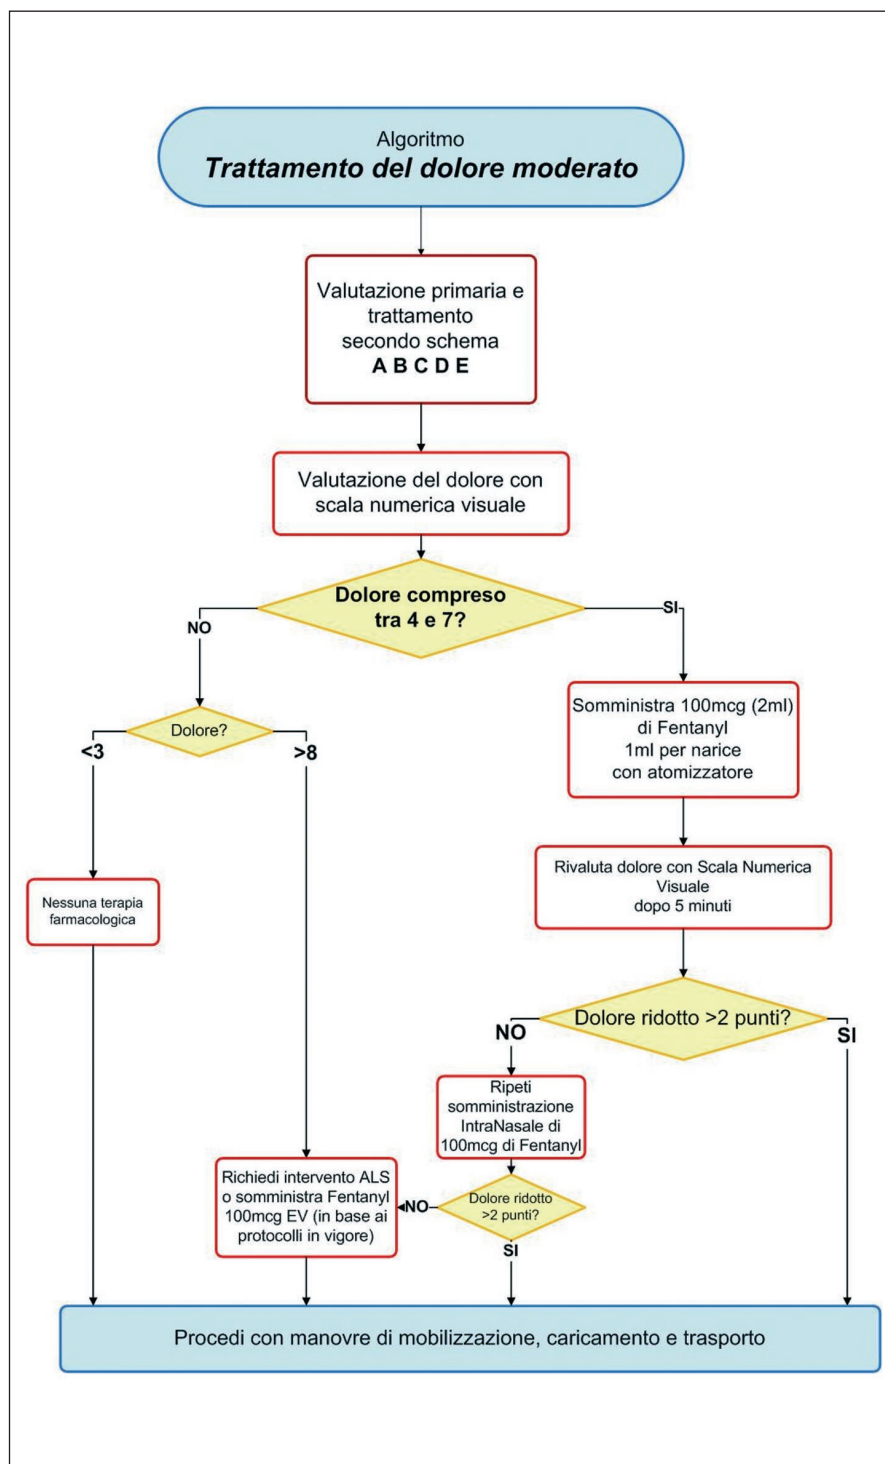 Algoritmo
Trattamento del dolore moderato
Valutazione primaria e
trattamento
secondo schema
A B C D E
Valutazione del dolore con
scala numerica visuale
Dolore compreso
tra 4 e 7?
NO
SI
Dolore?
<3
>8
Somministra 100mcg (2ml)
di Fentanyl
1ml per narice
con atomizzatore
Nessuna terapia
farmacologica
Rivaluta dolore con Scala Numerica
Visuale
dopo 5 minuti
Dolore ridotto >2 punti?
NO
SI
Ripeti
somministrazione
IntraNasale di
100mcg di Fentanyl
Richiedi intervento ALS
o somministra Fentanyl
100mcg EV (in base ai
protocolli in vigore)
Dolore ridotto
>2 punti?
NO
SI
Procedi con manovre di mobilizzazione, caricamento e trasporto